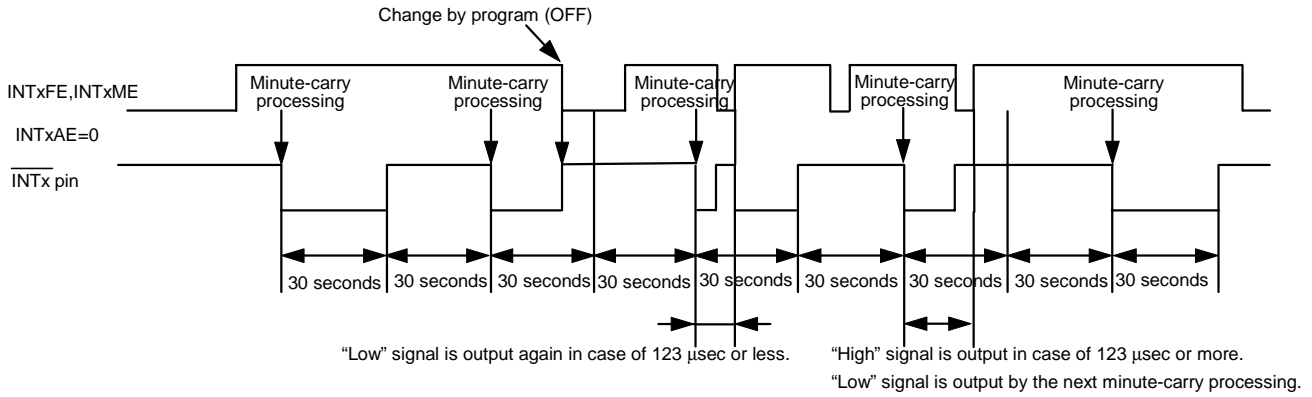 Change by program (OFF)
INTxFE,INTxME
Minute-carry
processing
Minute-carry
processing
Minute-carry
processing
Minute-carry
processing
Minute-carry
processing
INTxAE=0
INTx pin
30 seconds 30 seconds 30 seconds 30 seconds 30 seconds 30 seconds 30 seconds 30 seconds 30 seconds
“Low” signal is output again in case of 123 μsec or less.
“High” signal is output in case of 123 μsec or more.
“Low” signal is output by the next minute-carry processing.